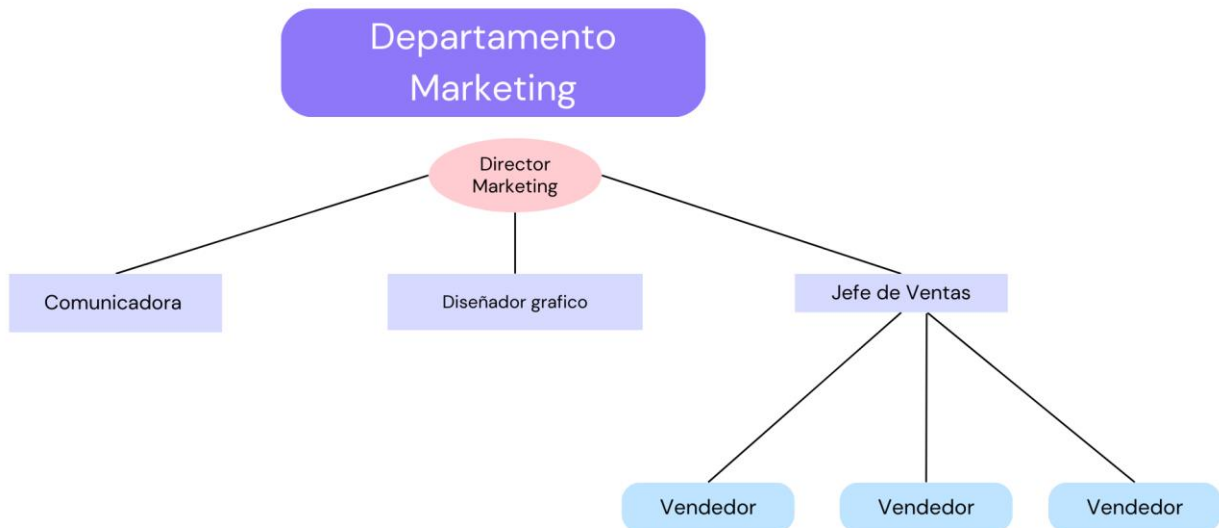 Departamento
Marketing
Director
Marketing
Comunicadora
Diseñador grafico
Jefe de Ventas
Vendedor
Vendedor
Vendedor